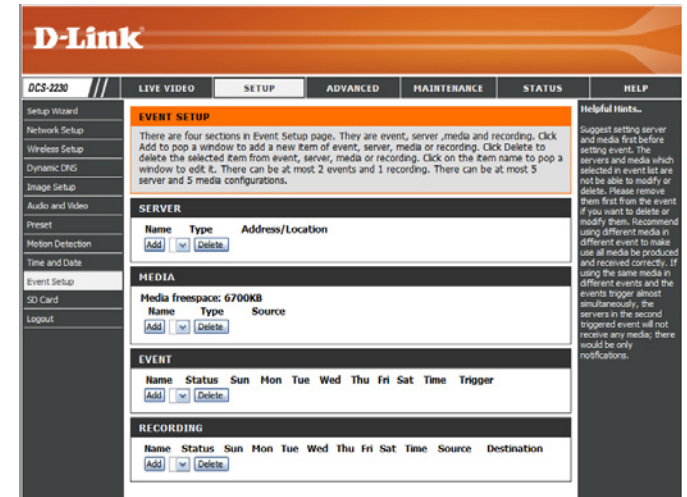 D-Link
DCS-2230 // LIVE VIDEO SETUP ADVANCED MAINTENANCE STATUS HELP
Setup Wizard
Network Setup
Wireless Setup
Dynamic DNS
Image Setup
Audio and Video
Preset
Motion Detection
Time and Date
Event Setup
SD Card
Logout
EVENT SETUP
There are four sections in Event Setup page. They are event, server ,media and recording. Click
Add to pop a window to add a new item of event, server, media or recording. Click Delete to
delete the selected item from event, server, media or recording. Click on the item name to pop a
window to edit it. There can be at most 2 events and 1 recording. There can be at most 5
server and 5 media configurations.
SERVER
Name Type Address/Location
Add Delete
MEDIA
Media freespace: 6700KB
Name Type Source
Add Delete
EVENT
Name Status Sun Mon Tue Wed Thu Fri Sat Time Trigger
Add Delete
RECORDING
Name Status Sun Mon Tue Wed Thu Fri Sat Time Source Destination
Add Delete
Helpful Hints..
Suggest setting server
and media first before
setting event. The
servers and media which
selected in event list are
not be able to modify or
delete. Please remove
them first from the event
if you want to delete or
modify them. Recommend
using different media in
different event to make
use all media be produced
and received correctly. If
using the same media in
different events and the
events trigger almost
simultaneously, the
servers in the second
triggered event will not
receive any media; there
would be only
notifications.